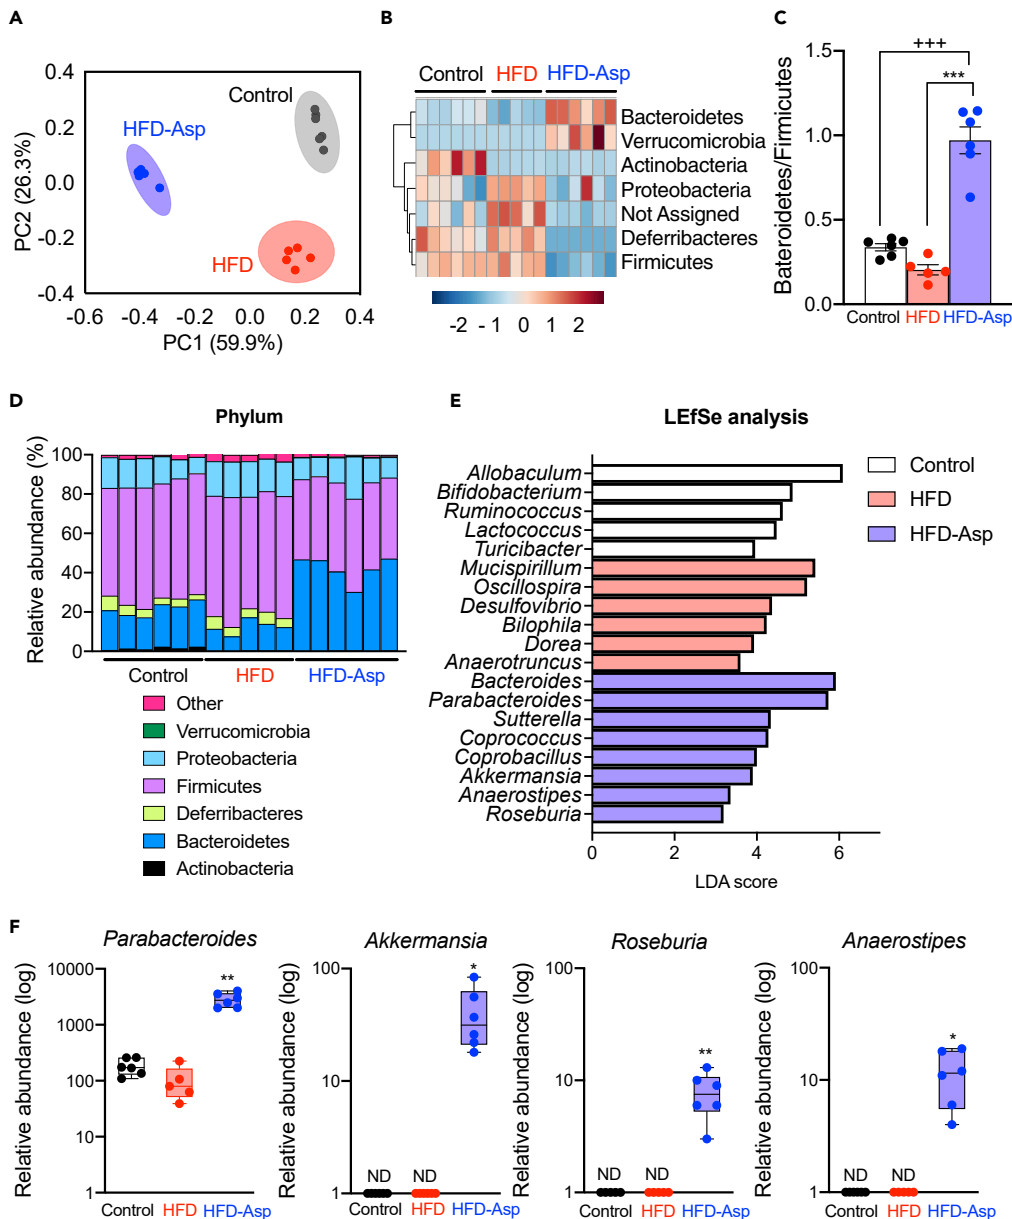 A
0.4
0.2
0.0
-0.2
-0.4
PC2 (26.3%)
Control
HFD-Asp
HFD
-0.6
-0.4
-0.2
0.0
0.2
0.4
PC1 (59.9%)
B
Control
HFD
HFD-Asp
Bacteroidetes
Verrucomicrobia
Actinobacteria
Proteobacteria
Not Assigned
Deferribacteres
Firmicutes
-2 - 1 0 1 2
C
Bateroidetes/Firmicutes
1.5
1.0
0.5
0.0
+++
***
Control
HFD
HFD-Asp
D
Phylum
Relative abundance (%)
100
80
60
40
20
0
Control
HFD
HFD-Asp
Other
Verrucomicrobia
Proteobacteria
Firmicutes
Deferribacteres
Bacteroidetes
Actinobacteria
E
LEfSe analysis
Allobaculum
Bifidobacterium
Ruminococcus
Lactococcus
Turicibacter
Mucispirillum
Oscillospira
Desulfovibrio
Bilophila
Dorea
Anaerotruncus
Bacteroides
Parabacteroides
Sutterella
Coprococcus
Coprobacillus
Akkermansia
Anaerostipes
Roseburia
0
2
4
6
LDA score
Control
HFD
HFD-Asp
F
Parabacteroides
Relative abundance (log)
10000
1000
100
10
1
**
Control
HFD
HFD-Asp
Akkermansia
Relative abundance (log)
100
10
1
ND
ND
*
Control
HFD
HFD-Asp
Roseburia
Relative abundance (log)
100
10
1
ND
ND
**
Control
HFD
HFD-Asp
Anaerostipes
Relative abundance (log)
100
10
1
ND
ND
*
Control
HFD
HFD-Asp